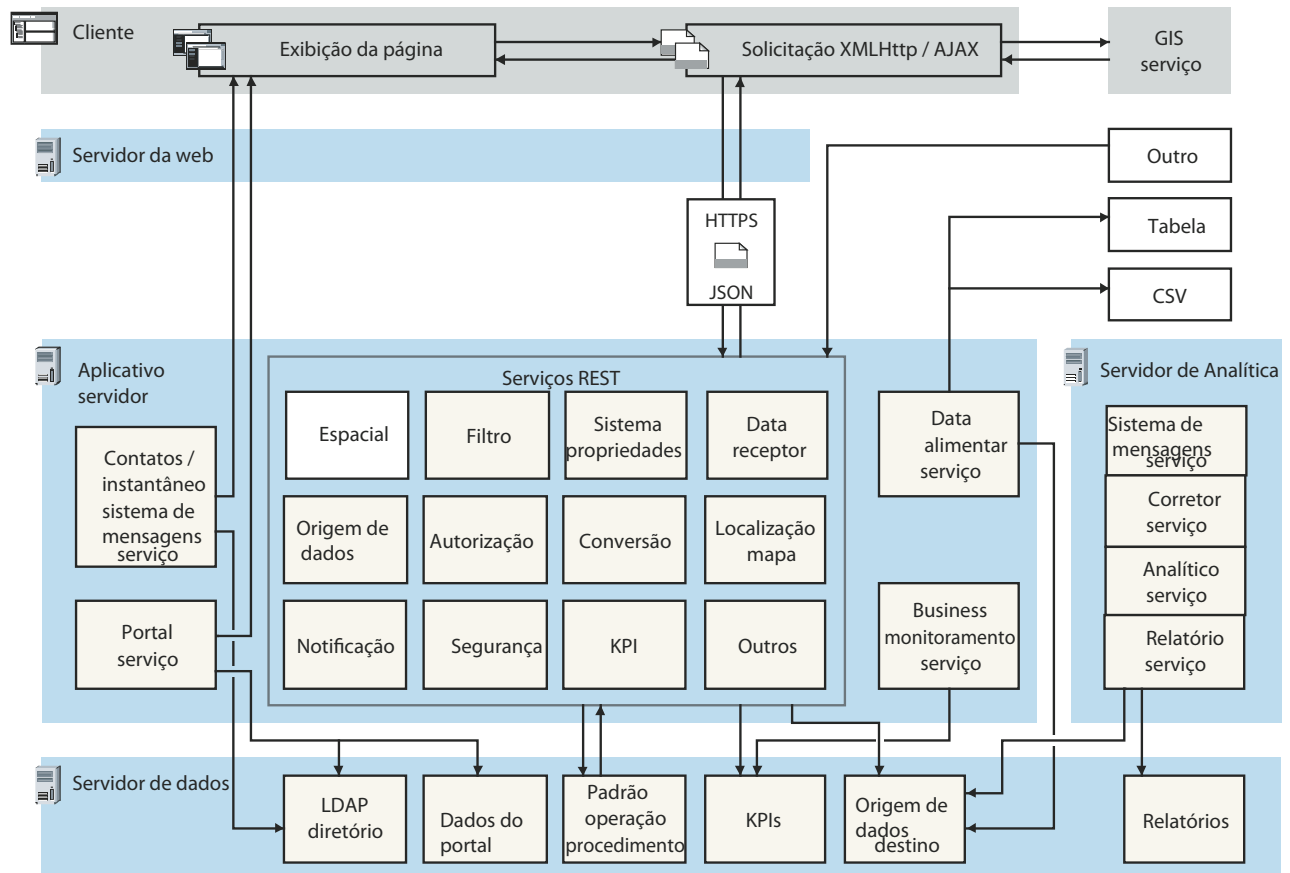 Cliente
Exibição da página
Solicitação XMLHttp / AJAX
GIS
serviço
Servidor da web
Outro
Tabela
CSV
HTTPS
JSON
Aplicativo
servidor
Serviços REST
Espacial
Filtro
Sistema
propriedades
Data
receptor
Origem de
dados
Autorização
Conversão
Localização
mapa
Notificação
Segurança
KPI
Outros
Contatos /
instantâneo
sistema de
mensagens
serviço
Portal
serviço
Data
alimentar
serviço
Business
monitoramento
serviço
Servidor de Analítica
Sistema de
mensagens
serviço
Corretor
serviço
Analítico
serviço
Relatório
serviço
Servidor de dados
LDAP
diretório
Dados do
portal
Padrão
operação
procedimento
KPIs
Origem de
dados
destino
Relatórios